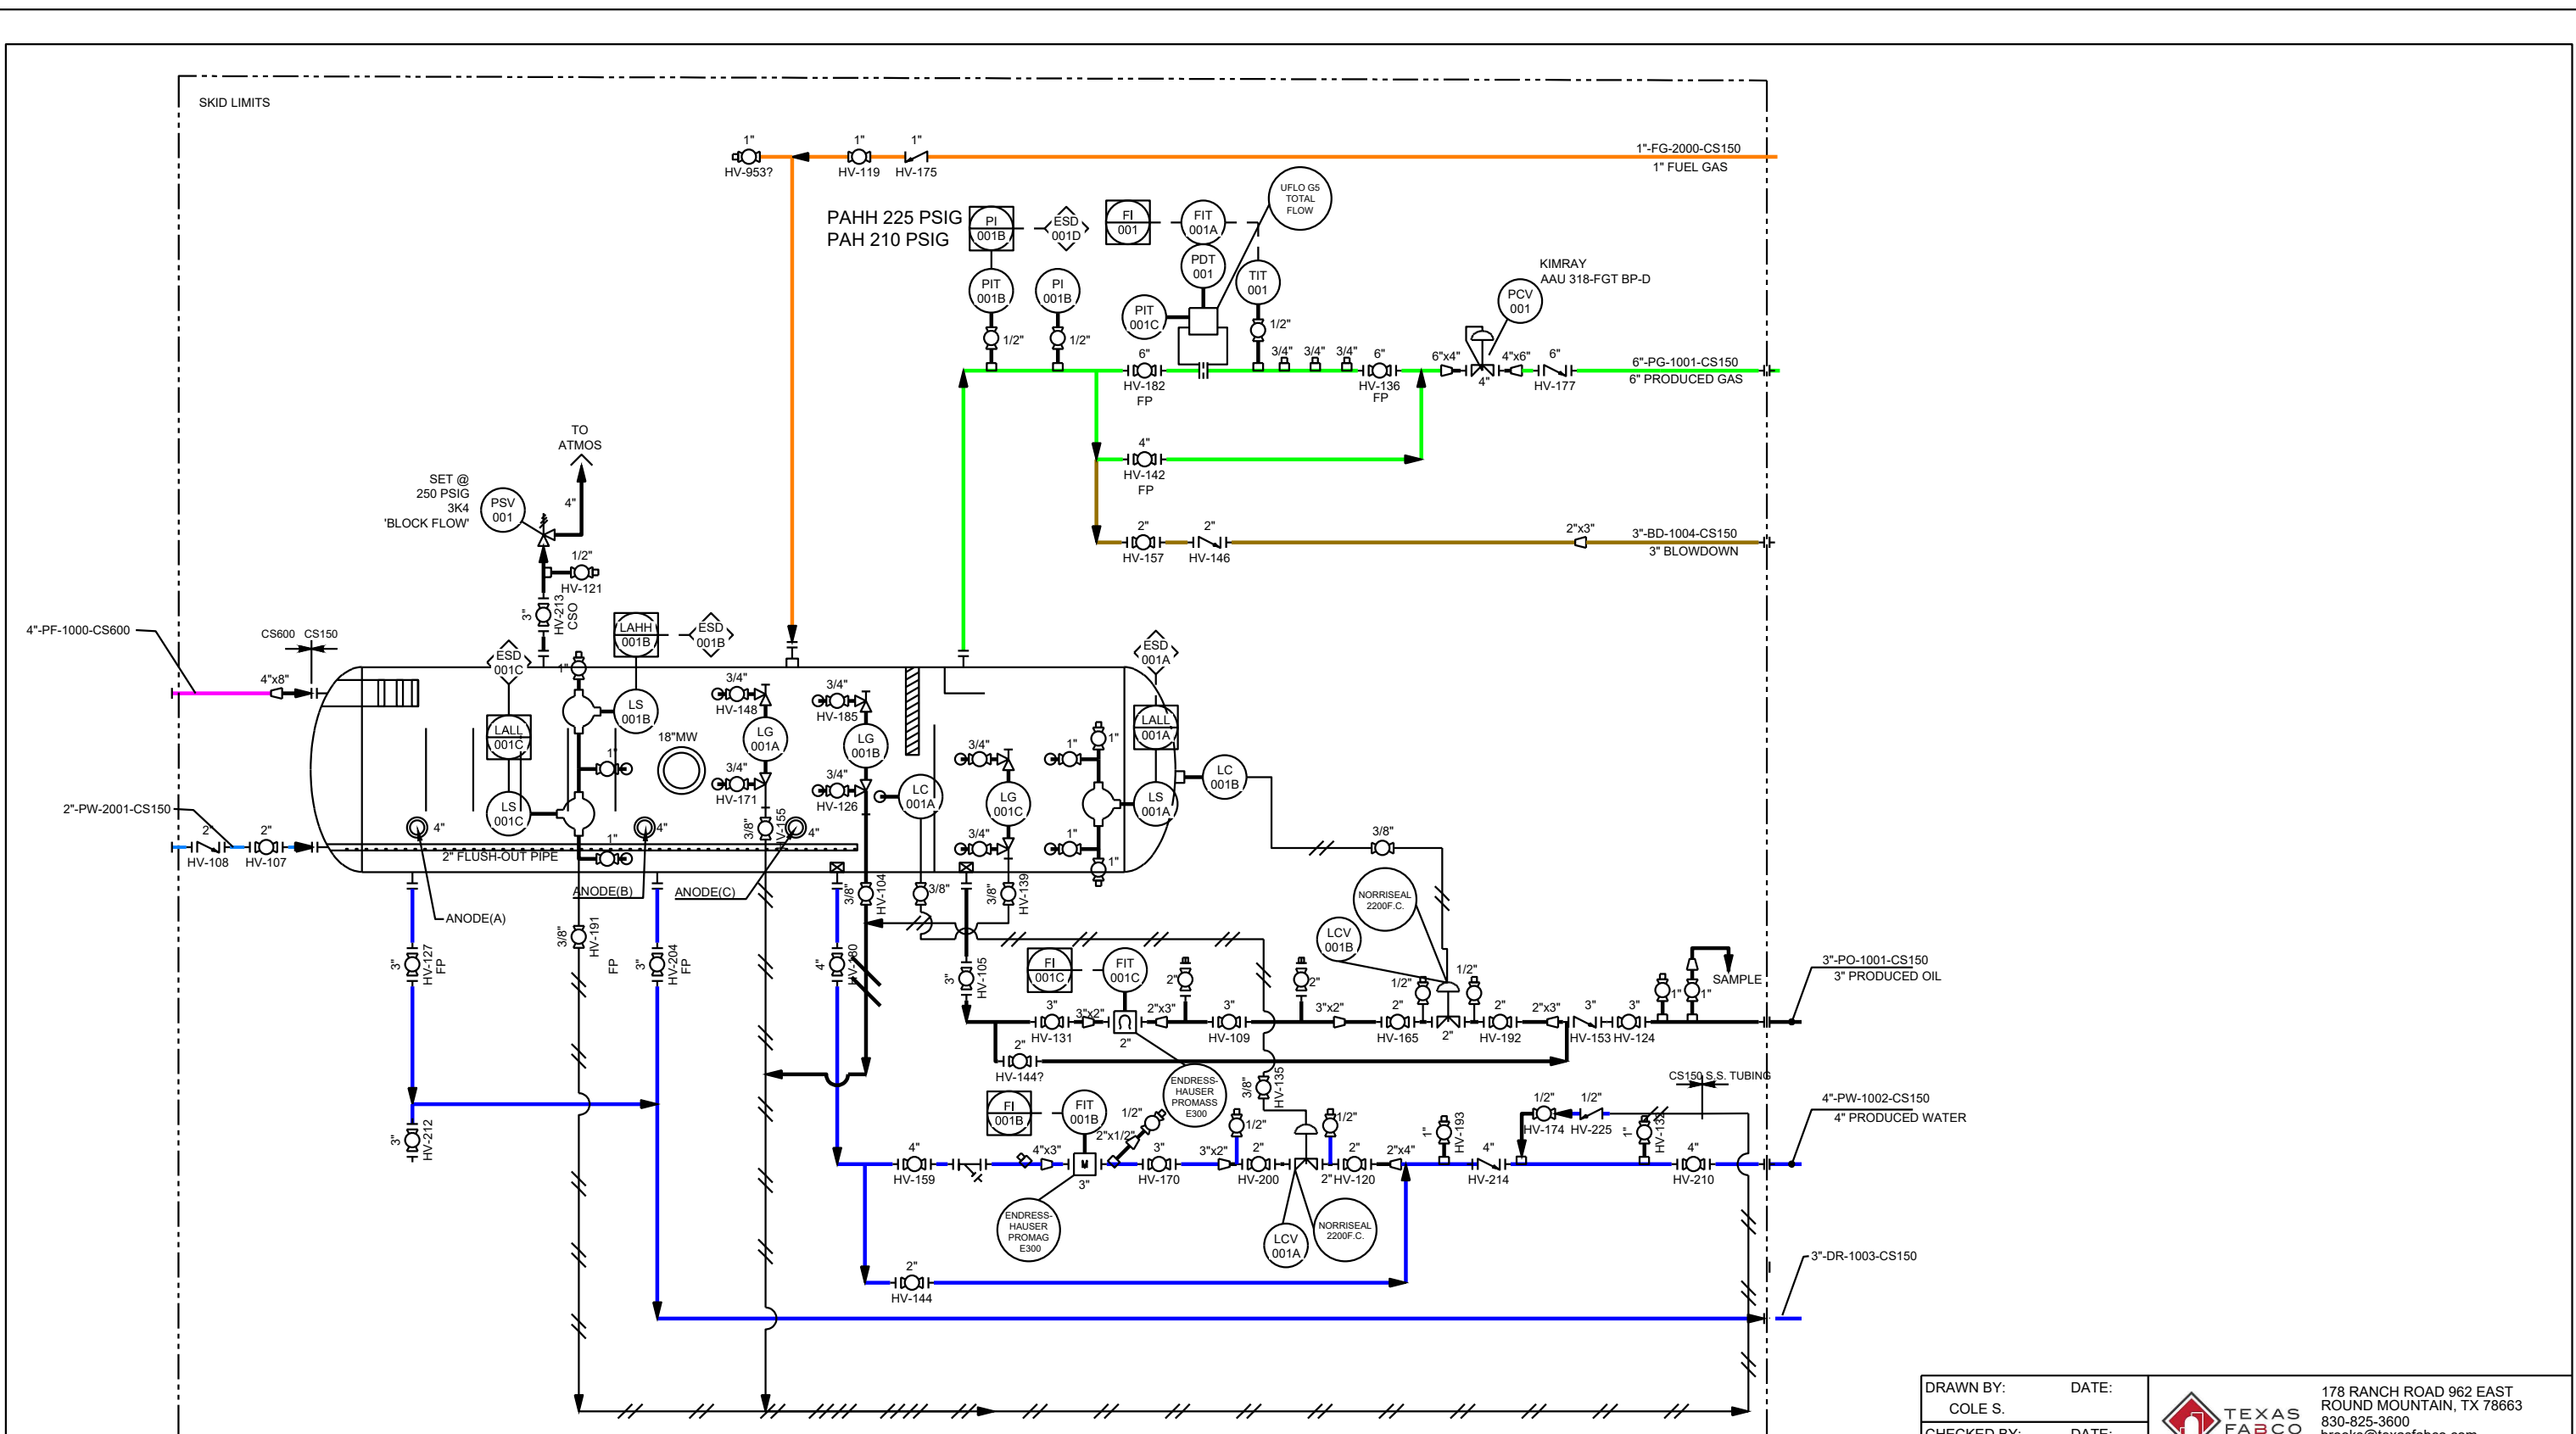 SKID LIMITS
1"
HV-953?
1"
HV-119
1"
HV-175
1"-FG-2000-CS150
1" FUEL GAS
PAHH 225 PSIG
PAH 210 PSIG
PI
001B
ESD
001D
FI
001
FIT
001A
UFLO G5
TOTAL
FLOW
PIT
001B
PI
001B
PDT
001
PIT
001C
TIT
001
KIMRAY
AAU 318-FGT BP-D
PCV
001
1/2"
1/2"
1/2"
6"
HV-182
FP
3/4"
3/4"
3/4"
6"
HV-136
FP
6"x4"
4"
4"x6"
6"
HV-177
6"-PG-1001-CS150
6" PRODUCED GAS
4"
HV-142
FP
2"
HV-157
2"
HV-146
2"x3"
3"-BD-1004-CS150
3" BLOWDOWN
TO
ATMOS
SET @
250 PSIG
3K4
'BLOCK FLOW'
PSV
001
4"
1/2"
HV-121
3"
HV-213
CSO
4"-PF-1000-CS600
CS600
CS150
4"x8"
ESD
001C
LAHH
001B
ESD
001B
1"
LS
001B
LALL
001C
LS
001C
1"
1"
18"MW
3/4"
HV-148
LG
001A
3/4"
HV-171
3/4"
HV-185
LG
001B
3/4"
HV-126
3/8"
HV-155
LC
001A
3/4"
LG
001C
3/4"
1"
1"
1"
1"
ESD
001A
LALL
001A
LS
001A
LC
001B
2"-PW-2001-CS150
2"
HV-108
2"
HV-107
4"
4"
4"
2" FLUSH-OUT PIPE
ANODE(A)
ANODE(B)
ANODE(C)
3"
HV-127
FP
3/8"
HV-191
FP
3"
HV-204
FP
3"
HV-212
4"
HV-180
3/8"
HV-104
3/8"
3/8"
HV-139
3"
HV-105
3/8"
NORRISEAL
2200F.C.
LCV
001B
FI
001C
FIT
001C
3"
HV-131
3"x2"
2"
2"x3"
2"
3"
HV-109
2"
3"x2"
2"
HV-165
1/2"
2"
1/2"
2"
HV-192
2"x3"
3"
HV-153
3"
HV-124
1"
1"
SAMPLE
3"-PO-1001-CS150
3" PRODUCED OIL
2"
HV-144?
ENDRESS-
HAUSER
PROMASS
E300
3/8"
HV-135
CS150
S.S. TUBING
4"-PW-1002-CS150
4" PRODUCED WATER
FI
001B
FIT
001B
4"
HV-159
4"x3"
3"
2"x1/2"
1/2"
3"
HV-170
3"x2"
1/2"
2"
HV-200
1/2"
2"
2"
HV-120
2"x4"
1"
HV-193
4"
HV-214
1/2"
HV-174
1/2"
HV-225
1"
HV-132
4"
HV-210
ENDRESS-
HAUSER
PROMAG
E300
LCV
001A
NORRISEAL
2200F.C.
2"
HV-144
3"-DR-1003-CS150
DRAWN BY:
DATE:
COLE S.
CHECKED BY:
DATE:
TEXAS
FABCO
178 RANCH ROAD 962 EAST
ROUND MOUNTAIN, TX 78663
830-825-3600
brooke@texasfabco.com